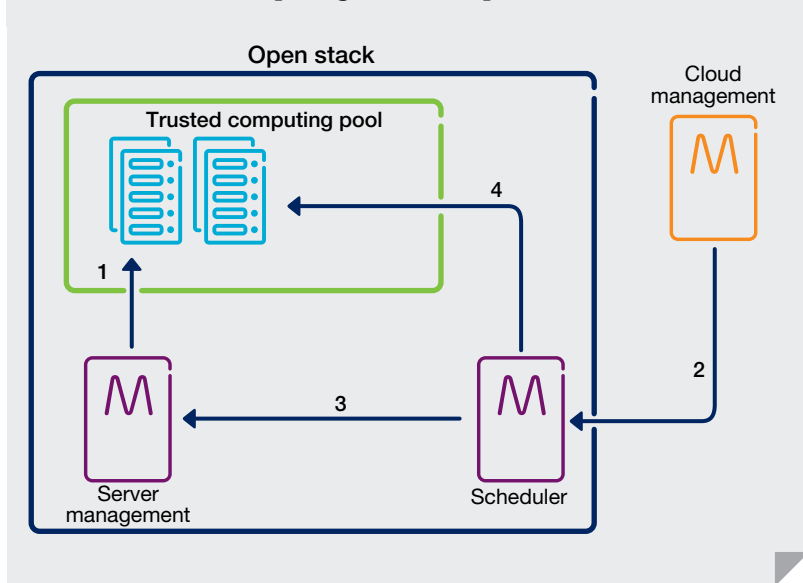 Open stack
Cloud
management
Trusted computing pool
4
1
2
3
Server
management
Scheduler